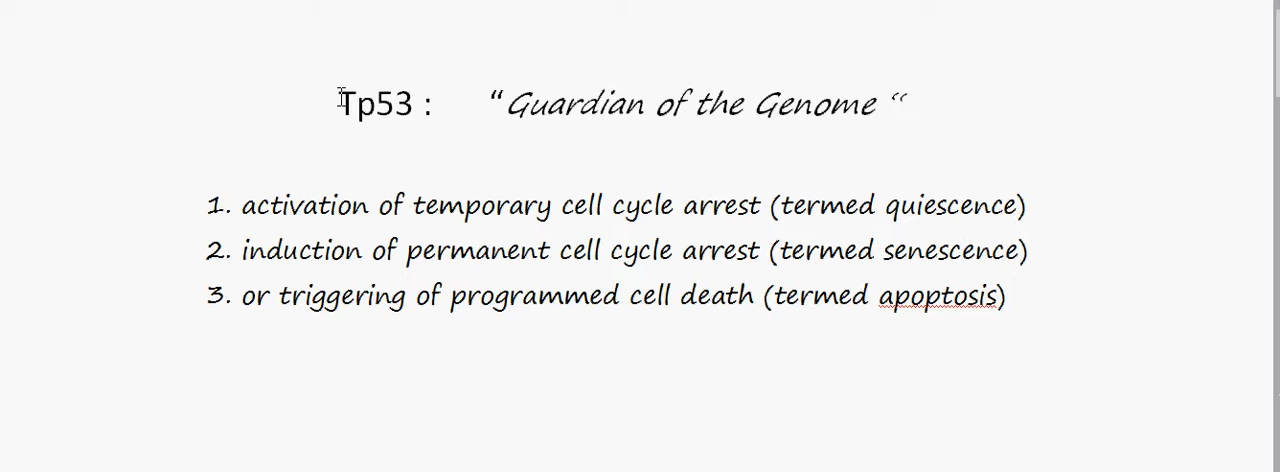 Tp53 : “Guardian of the Genome “
1. activation of temporary cell cycle arrest (termed quiescence)
2. induction of permanent cell cycle arrest (termed senescence)
3. or triggering of programmed cell death (termed apoptosis)